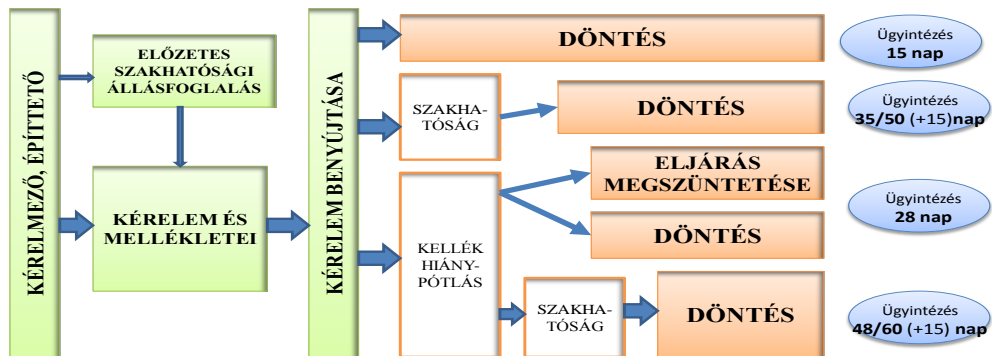 KÉRELMEZŐ, ÉPÍTTETŐ
ELŐZETES
SZAKHATÓSÁGI
ÁLLÁSFOGLALÁS
KÉRELEM ÉS
MELLÉKLETEI
KÉRELEM BENYÚJTÁSA
DÖNTÉS
Ügyintézés
15 nap
SZAKHA-
TÓSÁG
DÖNTÉS
Ügyintézés
35/50 (+15)nap
KELLÉK
HIÁNY-
PÓTLÁS
ELJÁRÁS
MEGSZÜNTETÉSE
DÖNTÉS
Ügyintézés
28 nap
SZAKHA-
TÓSÁG
DÖNTÉS
Ügyintézés
48/60 (+15) nap